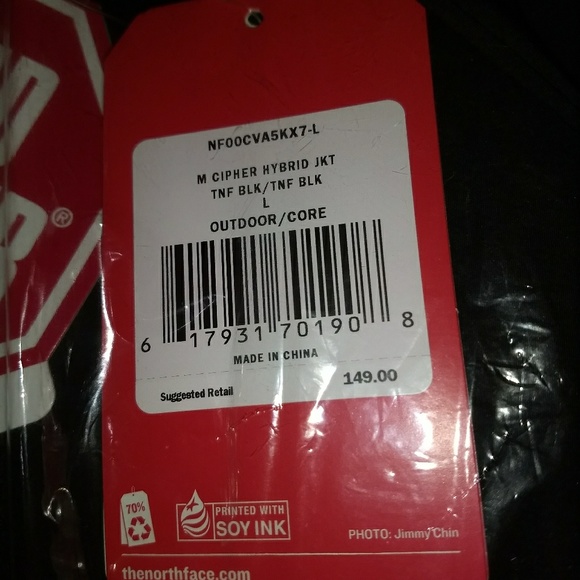 NF00CVA5KX7-L
M CIPHER HYBRID JKT
TNF BLK/TNF BLK
L
OUTDOOR/CORE
6 17931 70190 8
MADE IN CHINA
Suggested Retail 149.00
70%
PRINTED WITH
SOY INK
PHOTO: Jimmy Chin
thenorthface.com
®